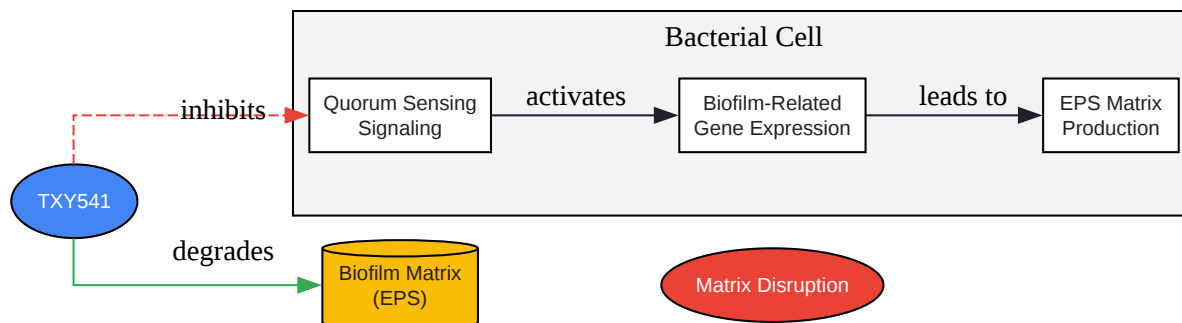 Bacterial Cell
inhibits
Quorum Sensing
Signaling
activates
Biofilm-Related
Gene Expression
leads to
EPS Matrix
Production
TXY541
degrades
Biofilm Matrix
(EPS)
Matrix Disruption